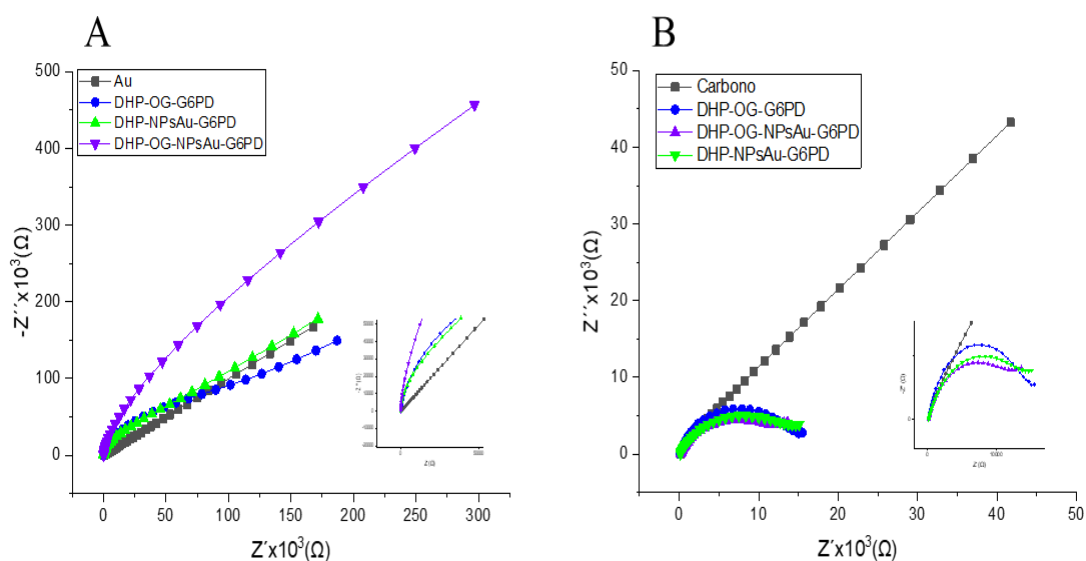 A
-Z´´x10³(Ω)
500
400
300
200
100
0
Au
DHP-OG-G6PD
DHP-NPsAu-G6PD
DHP-OG-NPsAu-G6PD
0 50 100 150 200 250 300
Z´x10³(Ω)
Z (Ω)
B
Z´´x10³(Ω)
50
40
30
20
10
0
Carbono
DHP-OG-G6PD
DHP-OG-NPsAu-G6PD
DHP-NPsAu-G6PD
0 10 20 30 40 50
Z´x10³(Ω)
0 10000
Z´(Ω)